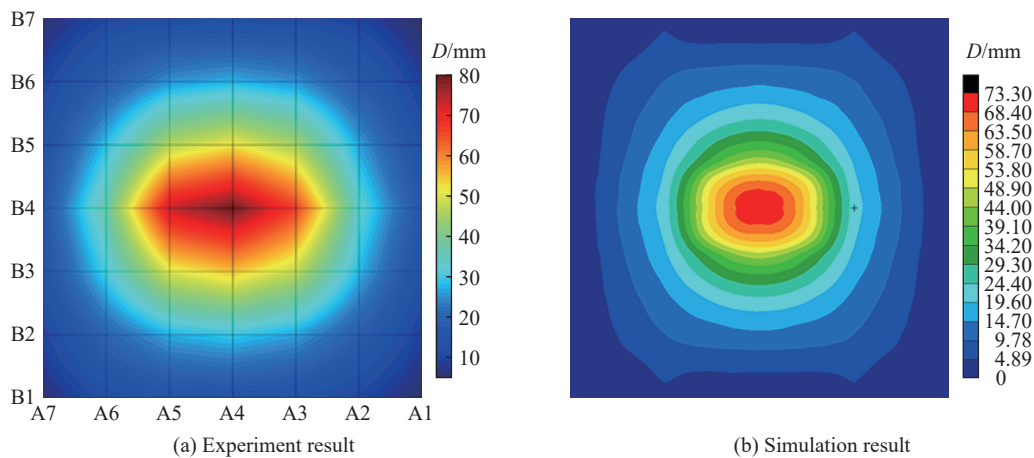 B7
B6
B5
B4
B3
B2
B1
A7 A6 A5 A4 A3 A2 A1
D/mm
80
70
60
50
40
30
20
10
(a) Experiment result
D/mm
73.30
68.40
63.50
58.70
53.80
48.90
44.00
39.10
34.20
29.30
19.60
14.70
9.78
4.89
0
(b) Simulation result